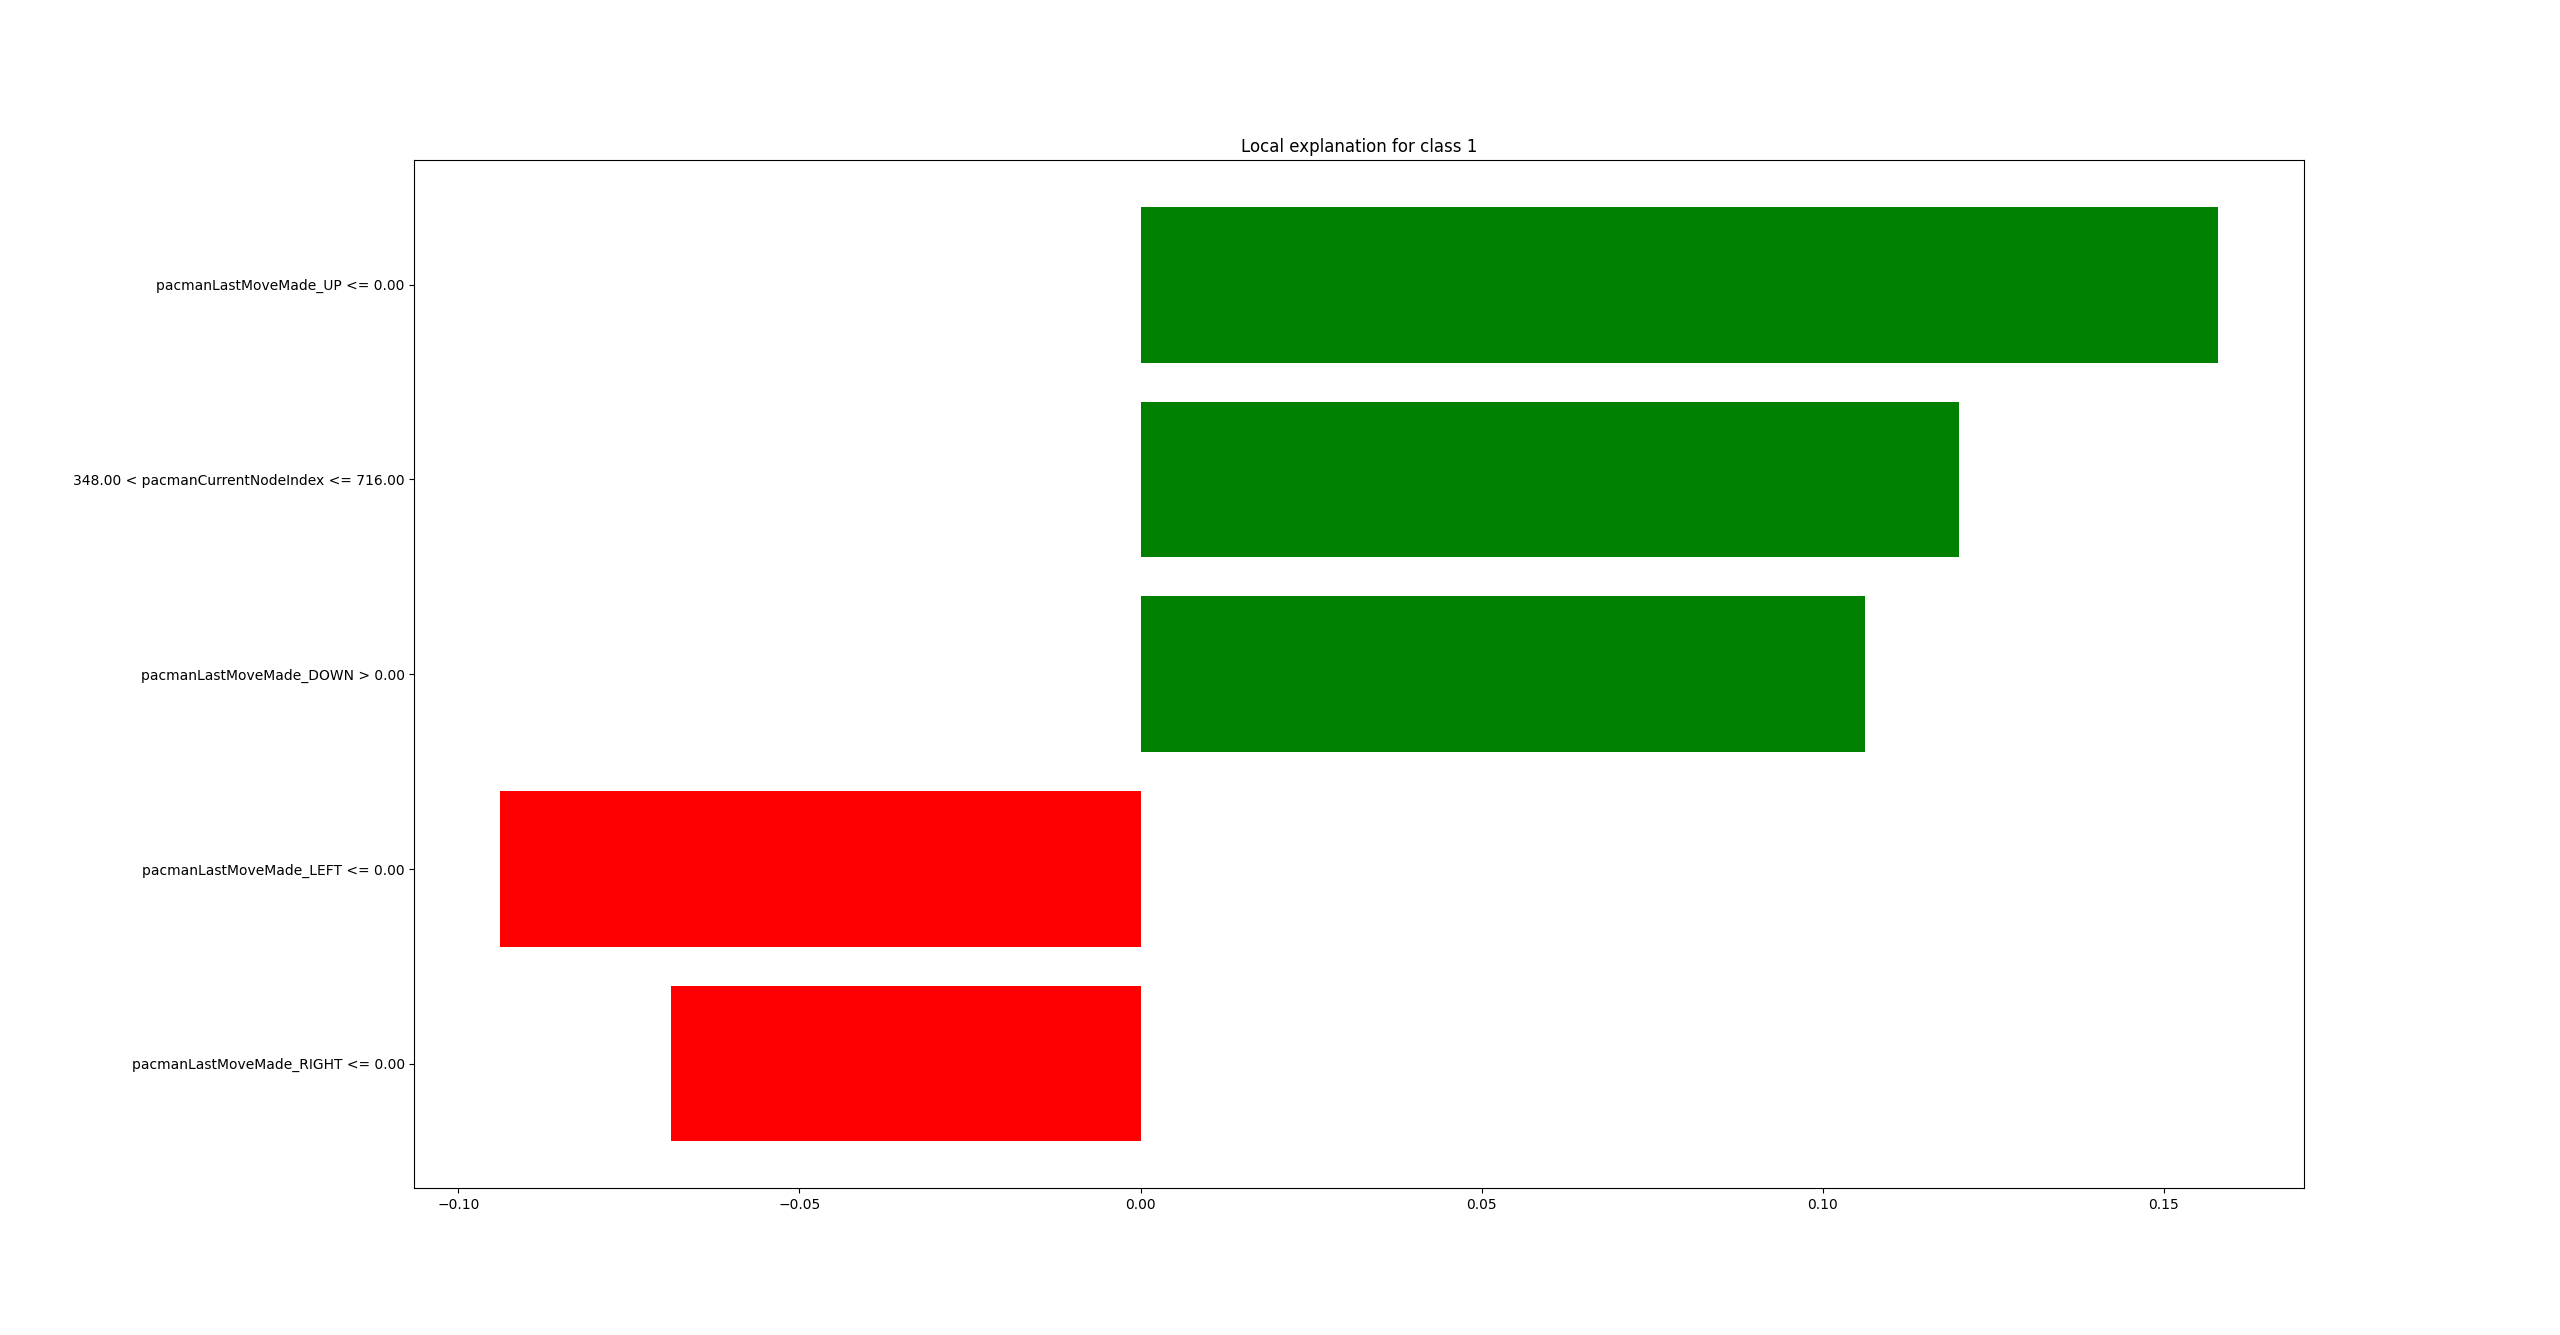 Local explanation for class 1
pacmanLastMoveMade_UP <= 0.00
348.00 < pacmanCurrentNodeIndex <= 716.00
pacmanLastMoveMade_DOWN > 0.00
pacmanLastMoveMade_LEFT <= 0.00
pacmanLastMoveMade_RIGHT <= 0.00
−0.10 −0.05 0.00 0.05 0.10 0.15